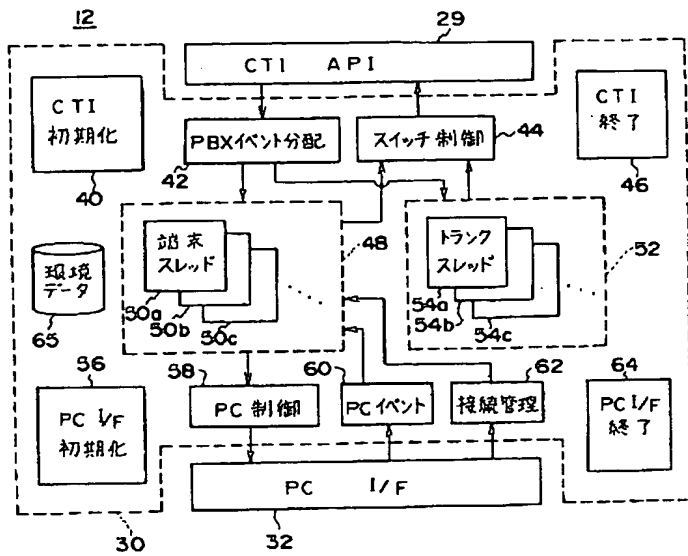 12
29
CTI API
CTI
初期化
40
PBXイベント分配
42
スイッチ制御
44
CTI
終了
46
端末
スレッド
50a
50b
50c
48
トランク
スレッド
54a
54b
54c
52
環境
データ
65
56
PC I/F
初期化
58
PC制御
60
PCイベント
62
接続管理
64
PC I/F
終了
PC I/F
32
30